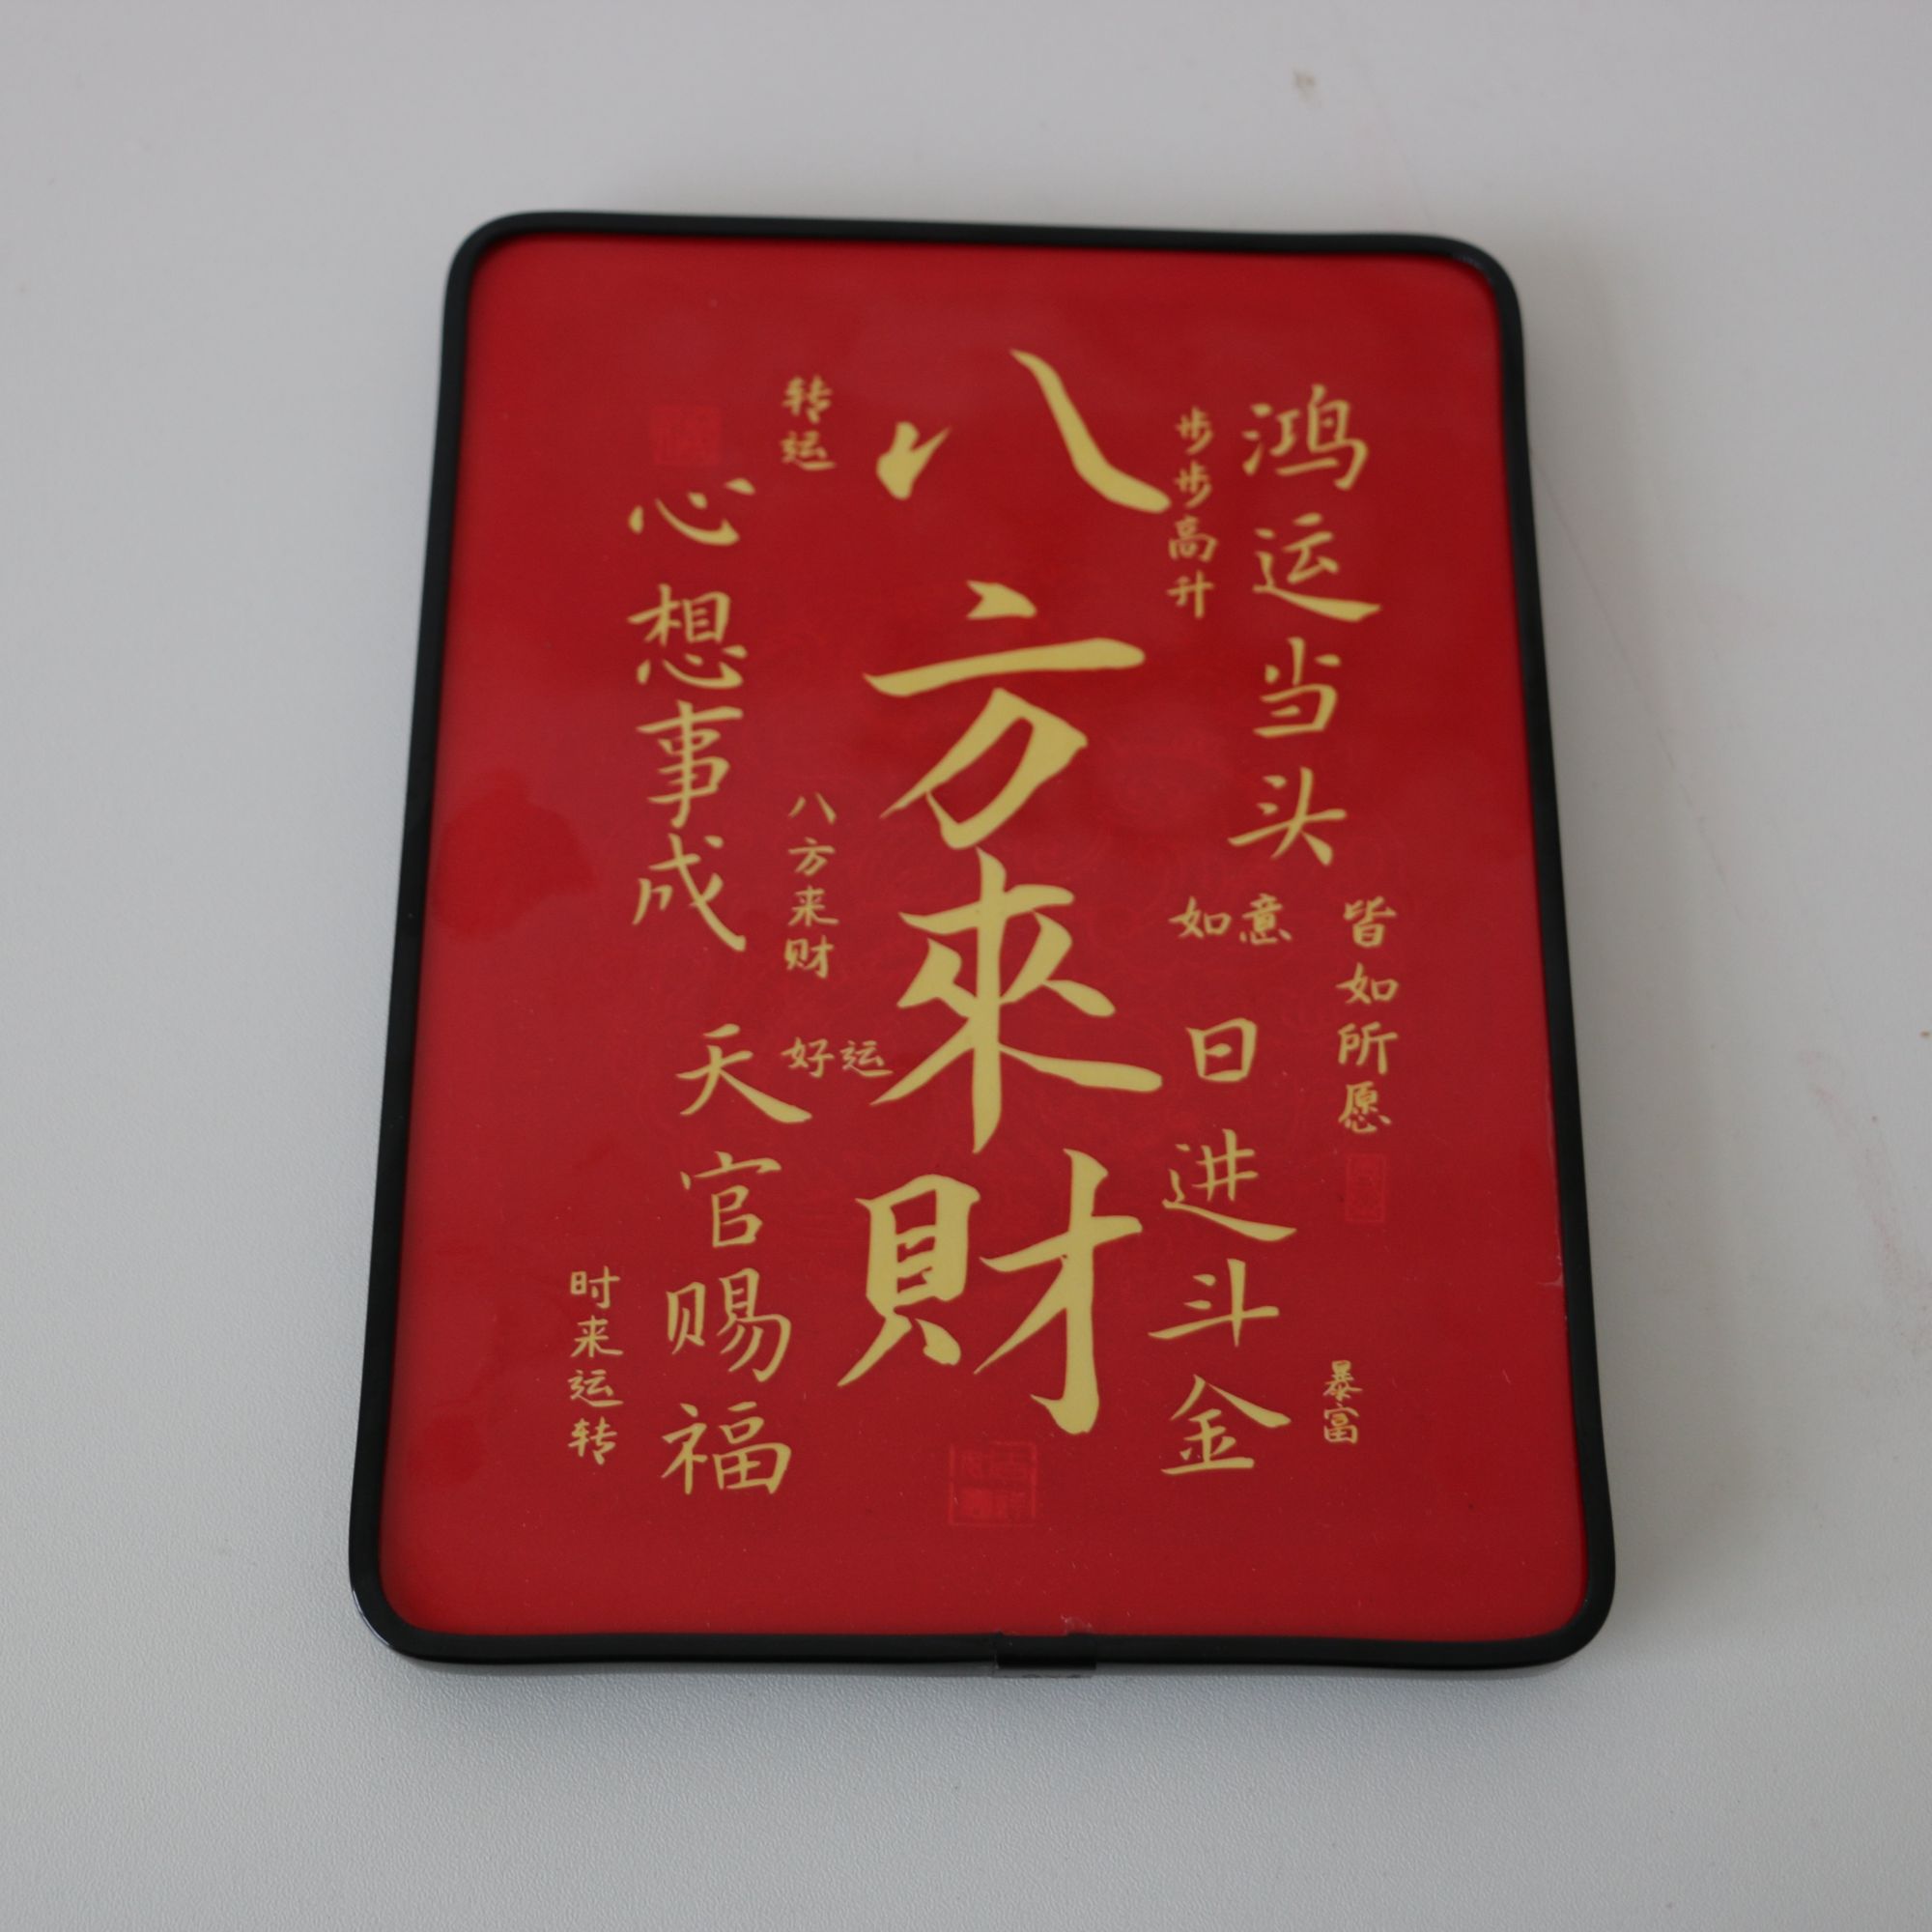 鸿运当头
步步高升
皆如所愿
如意
日进斗金
暴富
八方來財
转运
八方来财
好运
心想事成
天官赐福
时来运转